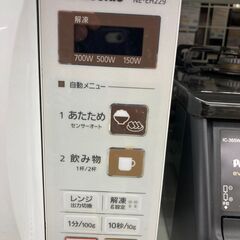 NE-EH229
解凍
700W 500W 150W
自動メニュー
1 あたため
センサーオート
2 飲み物
1杯/2杯
レンジ
出力切換
解凍
&設定
1分/100g
10秒/10g